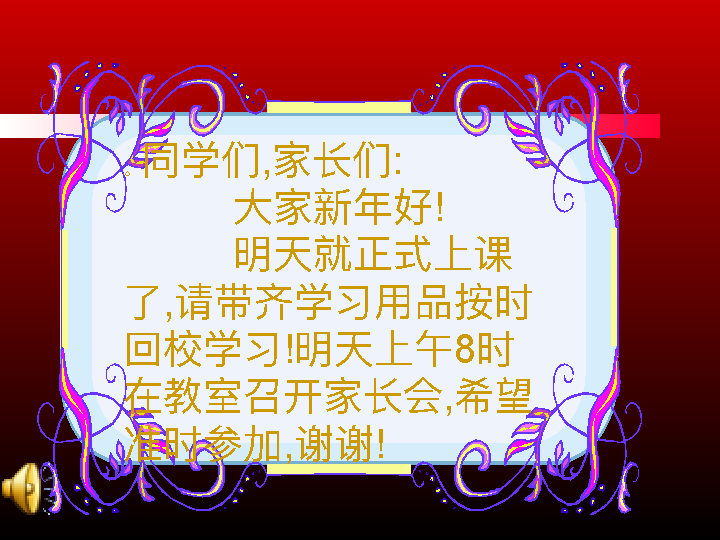 同学们,家长们:
大家新年好!
明天就正式上课
了,请带齐学习用品按时
回校学习!明天上午8时
在教室召开家长会,希望
准时参加,谢谢!